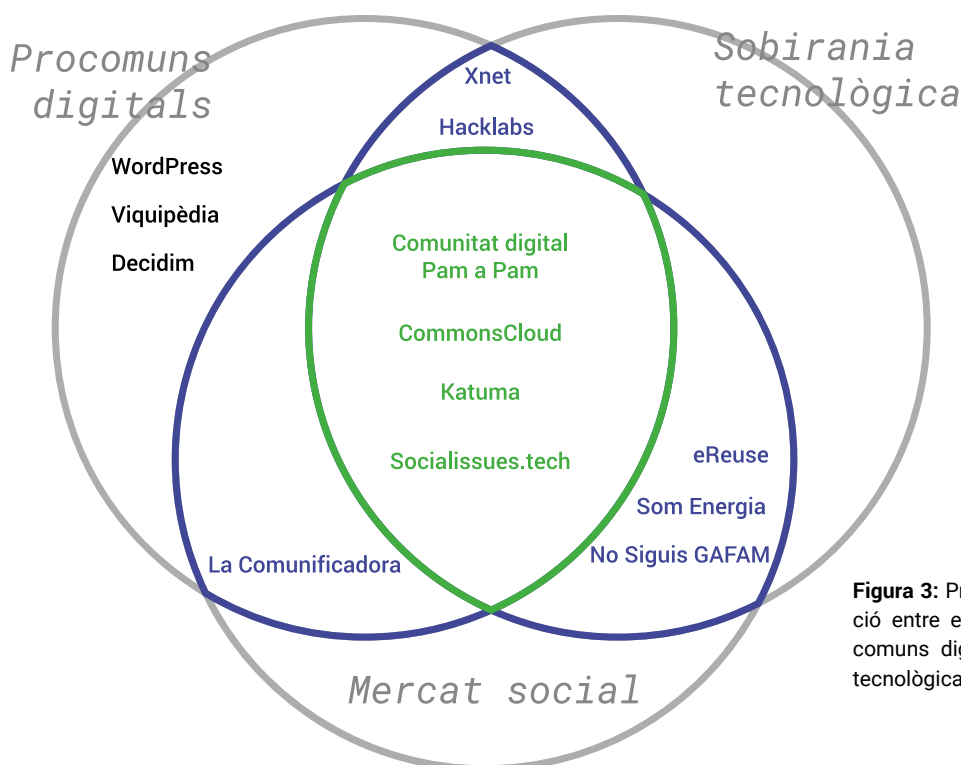 Procomuns
digitals
Sobirania
tecnològica
Xnet
Hacklabs
WordPress
Viquipèdia
Decidim
Comunitat digital
Pam a Pam
CommonsCloud
Katuma
Socialissues.tech
eReuse
Som Energia
No Siguis GAFAM
La Comunificadora
Mercat social
Figura 3:
ció entre e
comuns dig
tecnològica